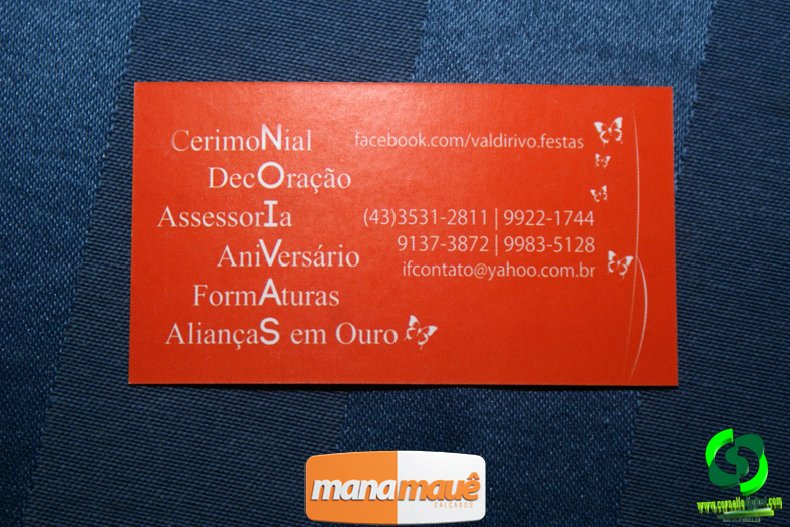 CerimoNial
DecOração
AssessorIa
AniVersário
FormAturas
AliançaS em Ouro
facebook.com/valdirivo.festas
(43)3531-2811 | 9922-1744
9137-3872 | 9983-5128
ifcontato@yahoo.com.br
manamauê
CALÇADOS